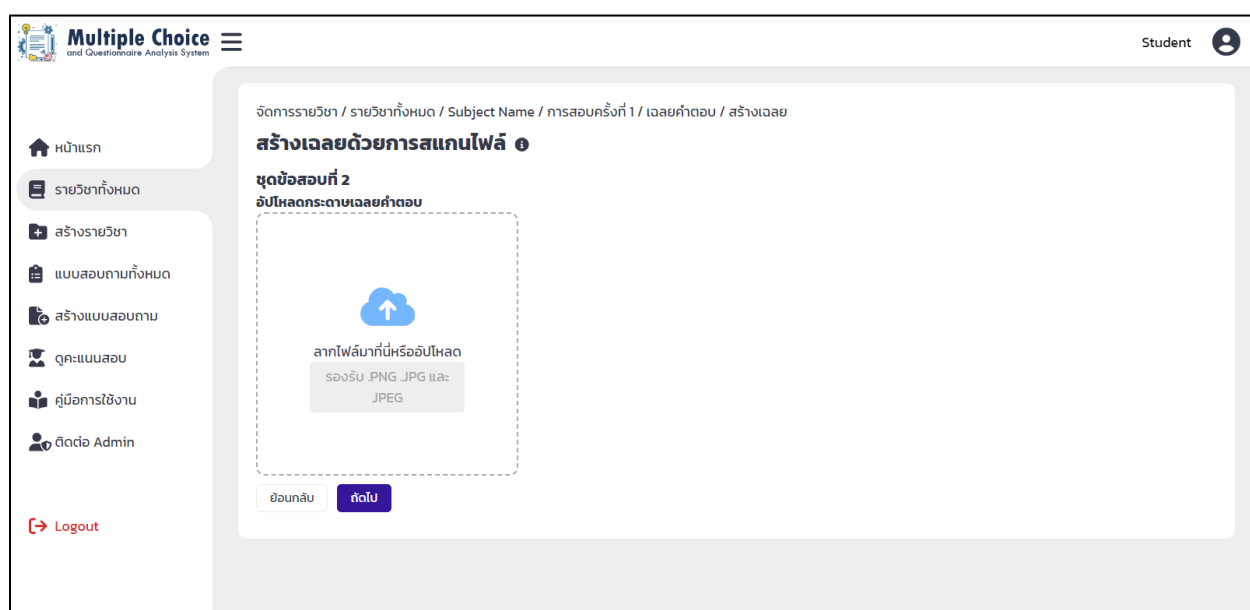 Multiple Choice
and Questionnaire Analysis System
Student
จัดการรายวิชา / รายวิชาทั้งหมด / Subject Name / การสอบครั้งที่ 1 / เฉลยคำตอบ / สร้างเฉลย
สร้างเฉลยด้วยการสแกนไฟล์
ชุดข้อสอบที่ 2
อัปโหลดกระดาษเฉลยคำตอบ
ลากไฟล์มาที่นี่หรืออัปโหลด
รองรับ .PNG .JPG และ
JPEG
ย้อนกลับ
ถัดไป
หน้าแรก
รายวิชาทั้งหมด
สร้างรายวิชา
แบบสอบถามทั้งหมด
สร้างแบบสอบถาม
ดูคะแนนสอบ
คู่มือการใช้งาน
ติดต่อ Admin
Logout